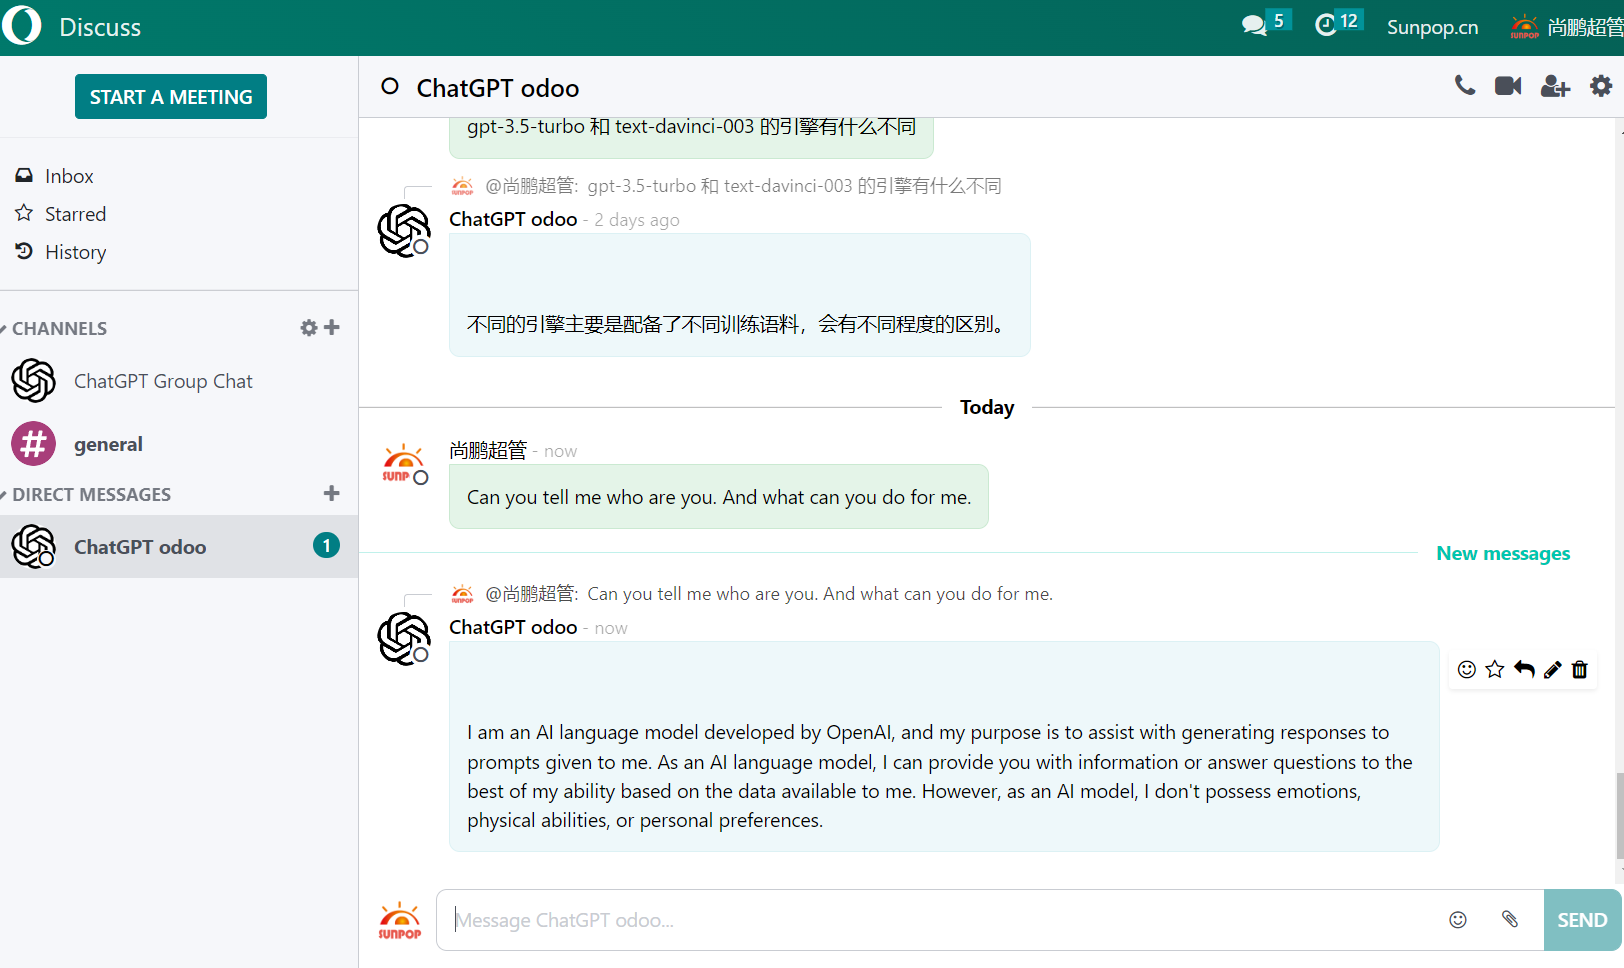 Discuss
5
12
Sunpop.cn
SUNPOP
尚鹏超管
START A MEETING
ChatGPT odoo
Inbox
Starred
History
CHANNELS
ChatGPT Group Chat
general
DIRECT MESSAGES
ChatGPT odoo
1
gpt-3.5-turbo 和 text-davinci-003 的引擎有什么不同
SUNPOP
@尚鹏超管: gpt-3.5-turbo 和 text-davinci-003 的引擎有什么不同
ChatGPT odoo - 2 days ago
不同的引擎主要是配备了不同训练语料，会有不同程度的区别。
Today
尚鹏超管 - now
SUNP
Can you tell me who are you. And what can you do for me.
New messages
SUNPOP
@尚鹏超管: Can you tell me who are you. And what can you do for me.
ChatGPT odoo - now
I am an AI language model developed by OpenAI, and my purpose is to assist with generating responses to
prompts given to me. As an AI language model, I can provide you with information or answer questions to the
best of my ability based on the data available to me. However, as an AI model, I don't possess emotions,
physical abilities, or personal preferences.
SUNPOP
Message ChatGPT odoo...
SEND